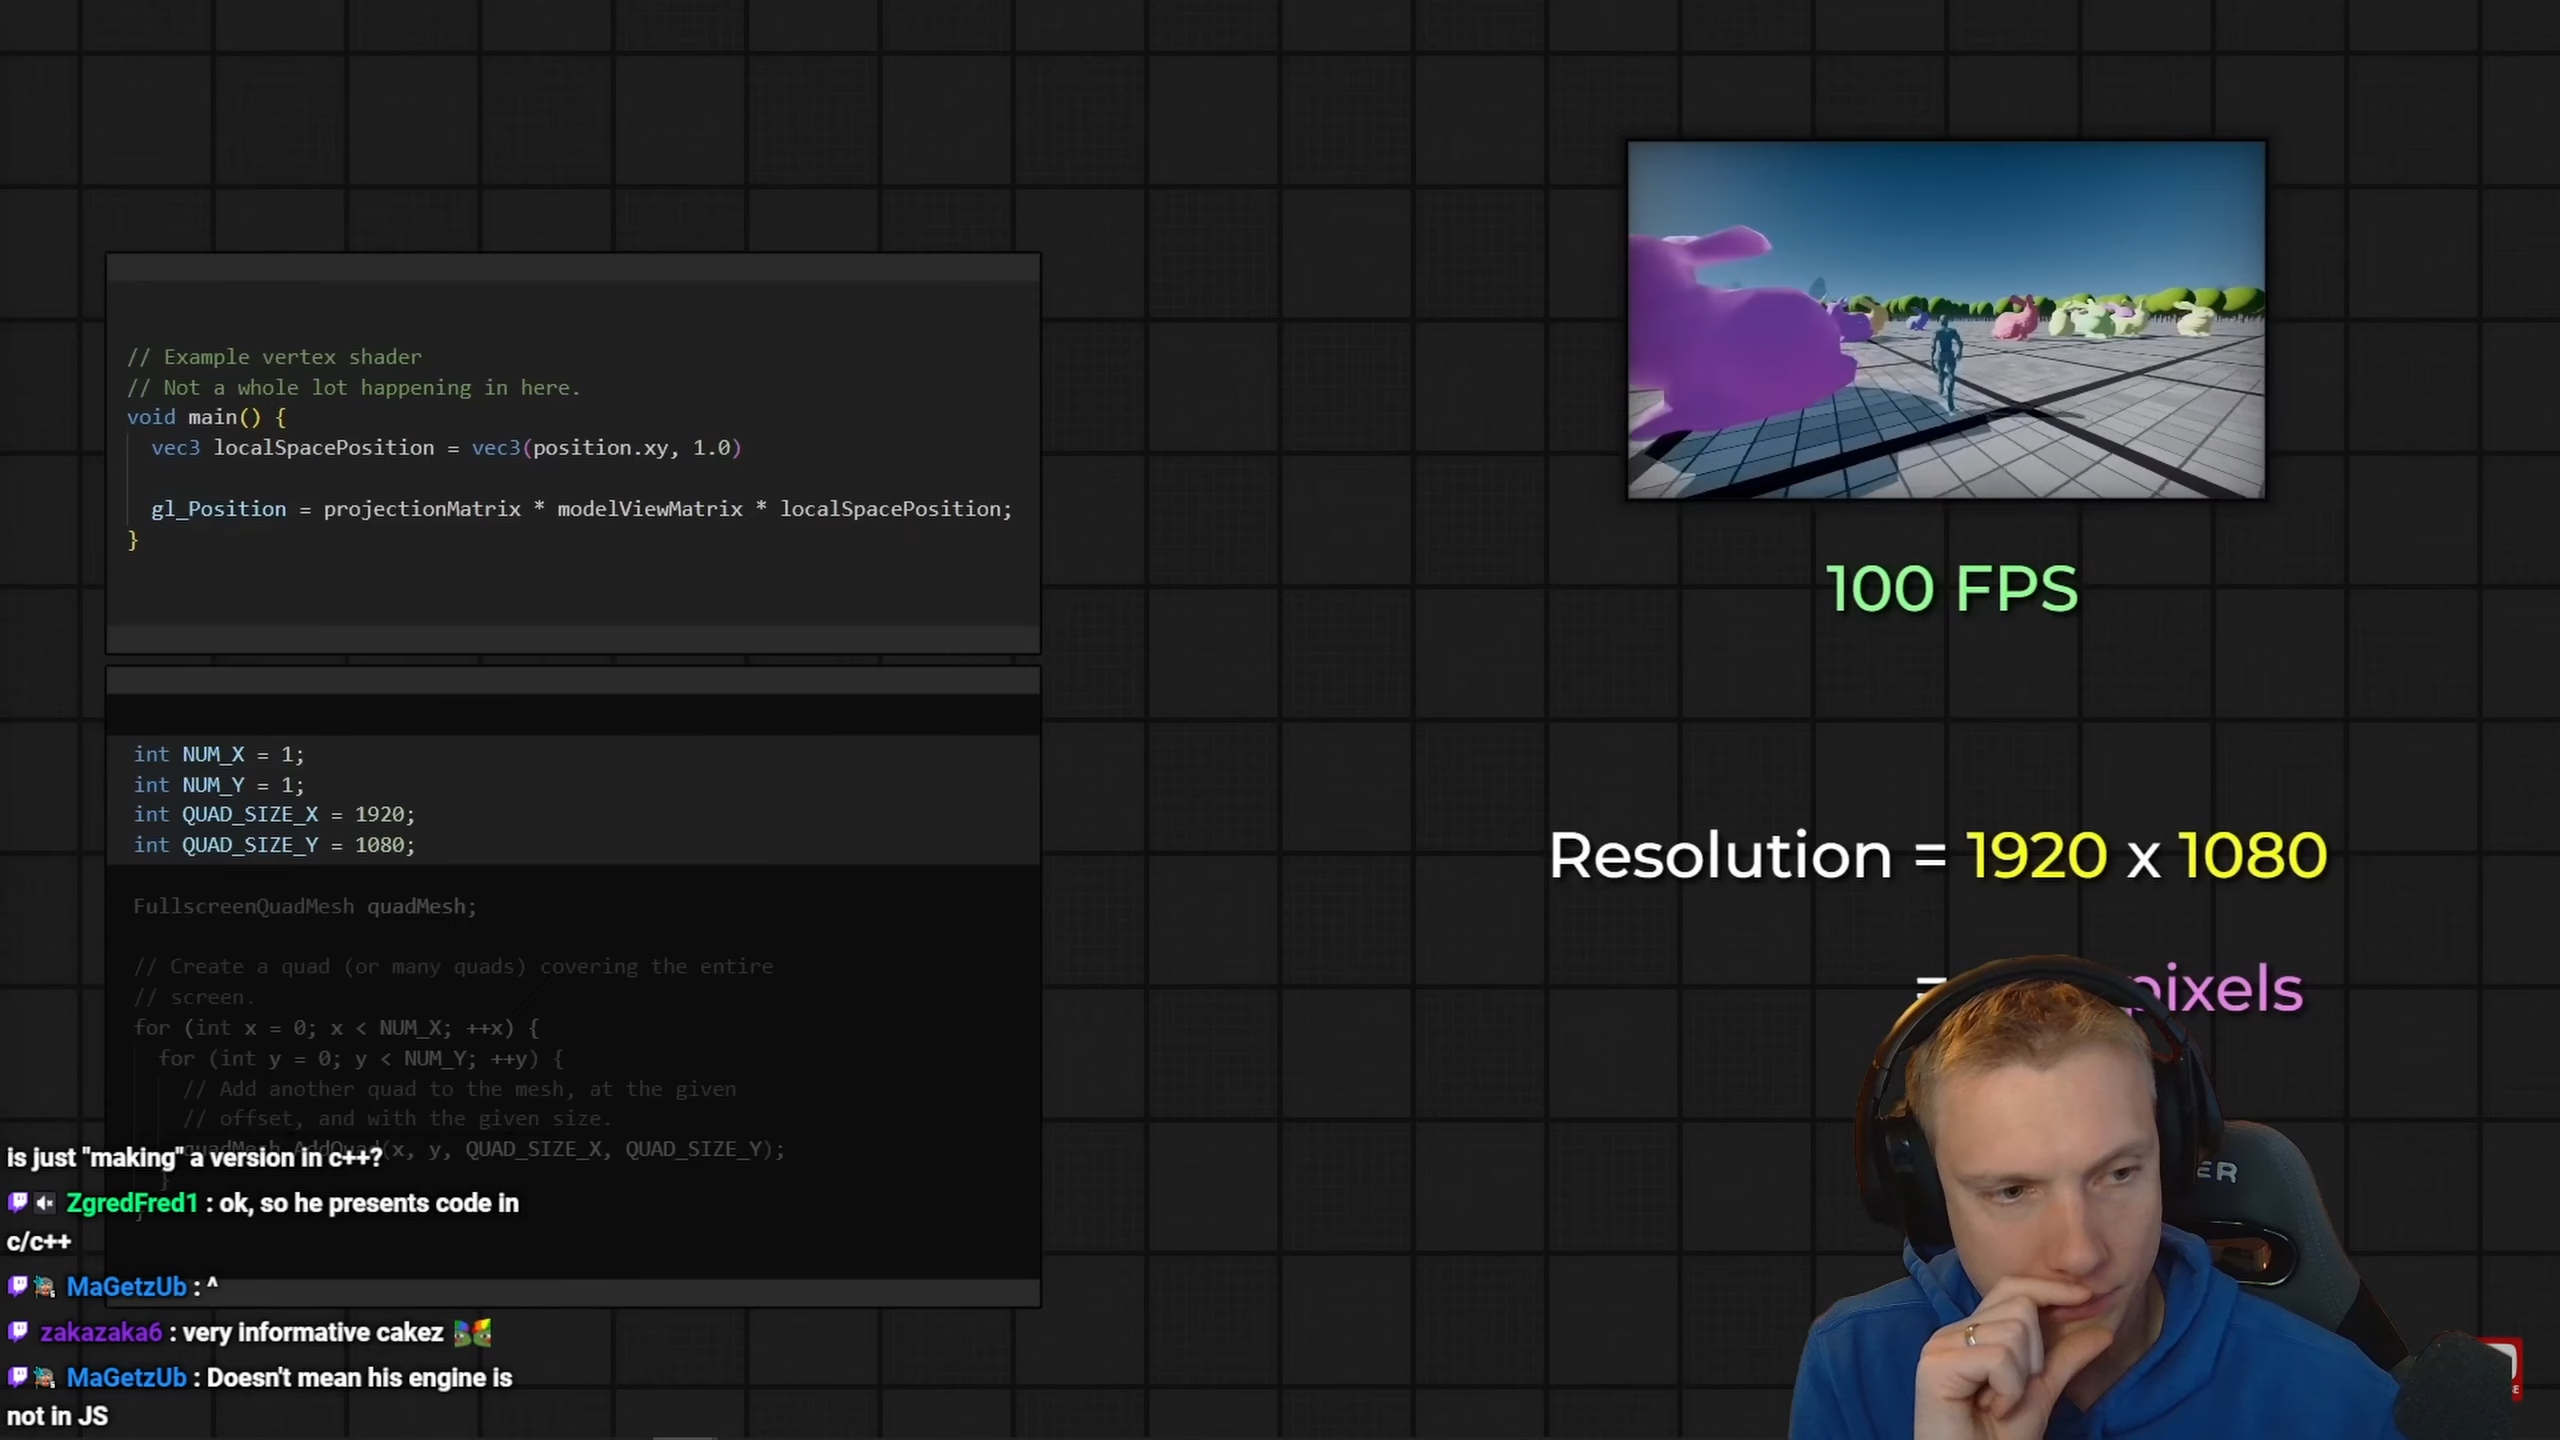 // Example vertex shader
// Not a whole lot happening in here.
void main() {
vec3 localSpacePosition = vec3(position.xy, 1.0)
gl_Position = projectionMatrix * modelViewMatrix * localSpacePosition;
}
int NUM_X = 1;
int NUM_Y = 1;
int QUAD_SIZE_X = 1920;
int QUAD_SIZE_Y = 1080;
FullscreenQuadMesh quadMesh;
// Create a quad (or many quads) covering the entire
// screen.
for (int x = 0; x < NUM_X; ++x) {
for (int y = 0; y < NUM_Y; ++y) {
// Add another quad to the mesh, at the given
// offset, and with the given size.
quadMesh.AddQuad(x, y, QUAD_SIZE_X, QUAD_SIZE_Y);
}
}
is just "making" a version in c++?
ZgredFred1 : ok, so he presents code in
c/c++
MaGetzUb : ^
zakazaka6 : very informative cakez
MaGetzUb : Doesn't mean his engine is
not in JS
100 FPS
Resolution = 1920 x 1080
= pixels